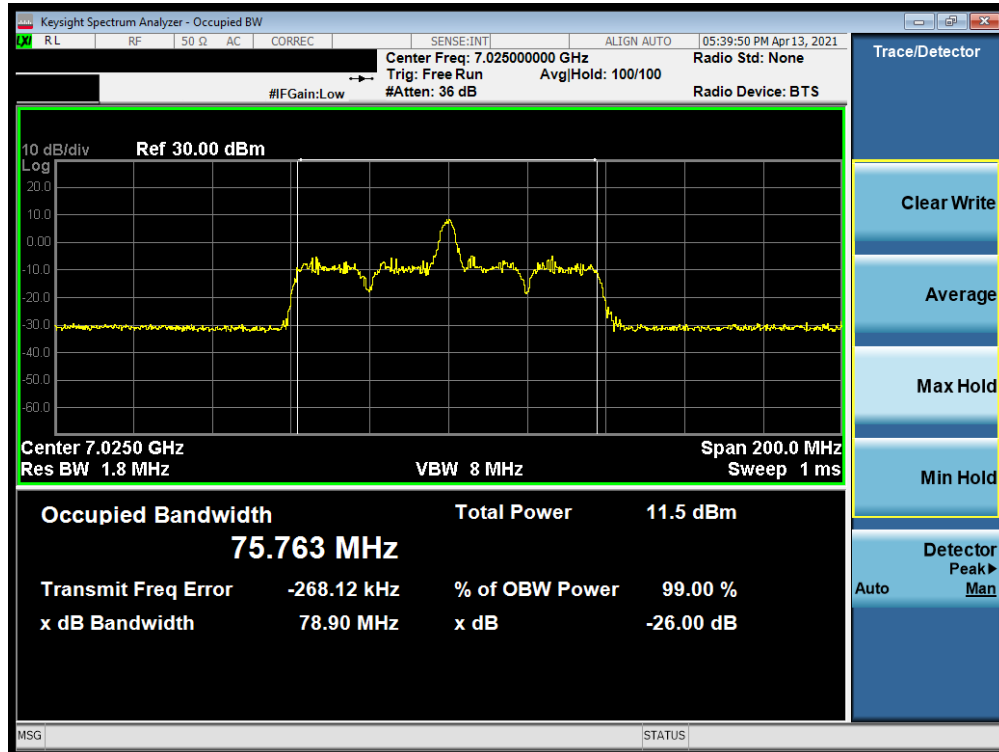 Keysight Spectrum Analyzer - Occupied BW
LXI RL RF 50 Ω AC CORREC SENSE:INT ALIGN AUTO 05:39:50 PM Apr 13, 2021
Center Freq: 7.025000000 GHz Radio Std: None
Trig: Free Run Avg|Hold: 100/100
#IFGain:Low #Atten: 36 dB Radio Device: BTS
10 dB/div Ref 30.00 dBm
Log
20.0
10.0
0.00
-10.0
-20.0
-30.0
-40.0
-50.0
-60.0
Center 7.0250 GHz Span 200.0 MHz
Res BW 1.8 MHz VBW 8 MHz Sweep 1 ms
Occupied Bandwidth Total Power 11.5 dBm
75.763 MHz
Transmit Freq Error -268.12 kHz % of OBW Power 99.00 %
x dB Bandwidth 78.90 MHz x dB -26.00 dB
MSG STATUS
Trace/Detector
Clear Write
Average
Max Hold
Min Hold
Detector
Peak▶
Auto Man